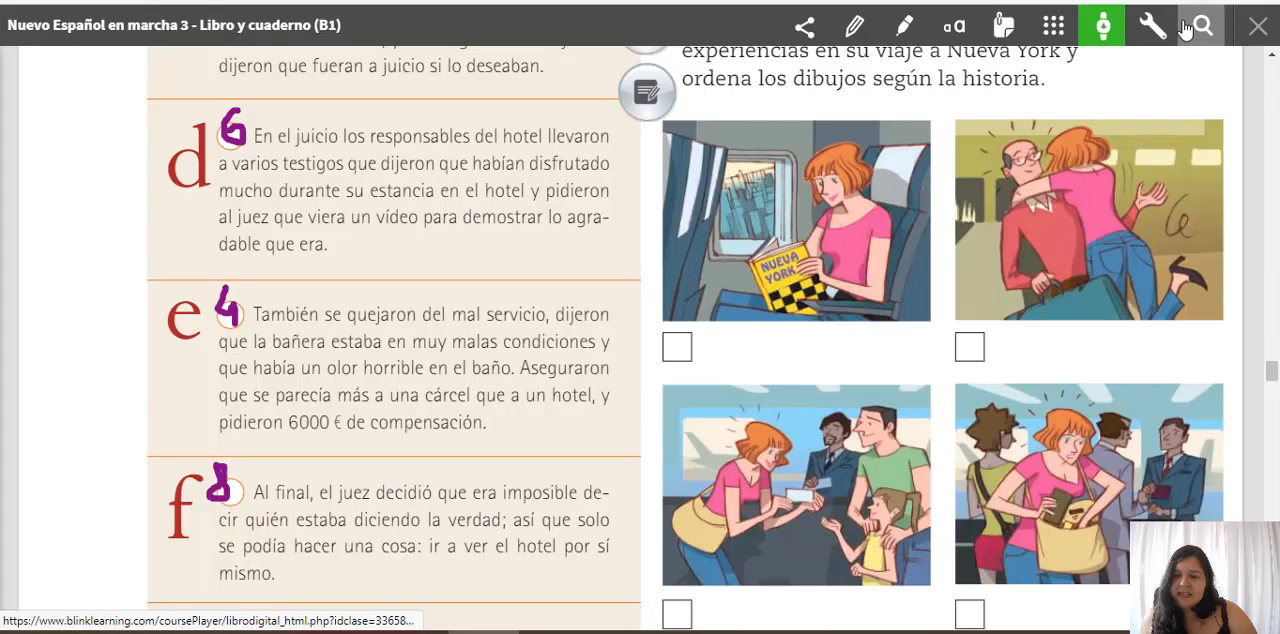 Nuevo Español en marcha 3 - Libro y cuaderno (B1)
aA
dijeron que fueran a juicio si lo deseaban.
d 6 En el juicio los responsables del hotel llevaron
a varios testigos que dijeron que habían disfrutado
mucho durante su estancia en el hotel y pidieron
al juez que viera un vídeo para demostrar lo agra-
dable que era.
e 4 También se quejaron del mal servicio, dijeron
que la bañera estaba en muy malas condiciones y
que había un olor horrible en el baño. Aseguraron
que se parecía más a una cárcel que a un hotel, y
pidieron 6000 € de compensación.
f 8 Al final, el juez decidió que era imposible de-
cir quién estaba diciendo la verdad; así que solo
se podía hacer una cosa: ir a ver el hotel por sí
mismo.
experiencias en su viaje a Nueva York y
ordena los dibujos según la historia.
NUEVA
YORK
https://www.blinklearning.com/coursePlayer/librodigital_html.php?idclase=33658...